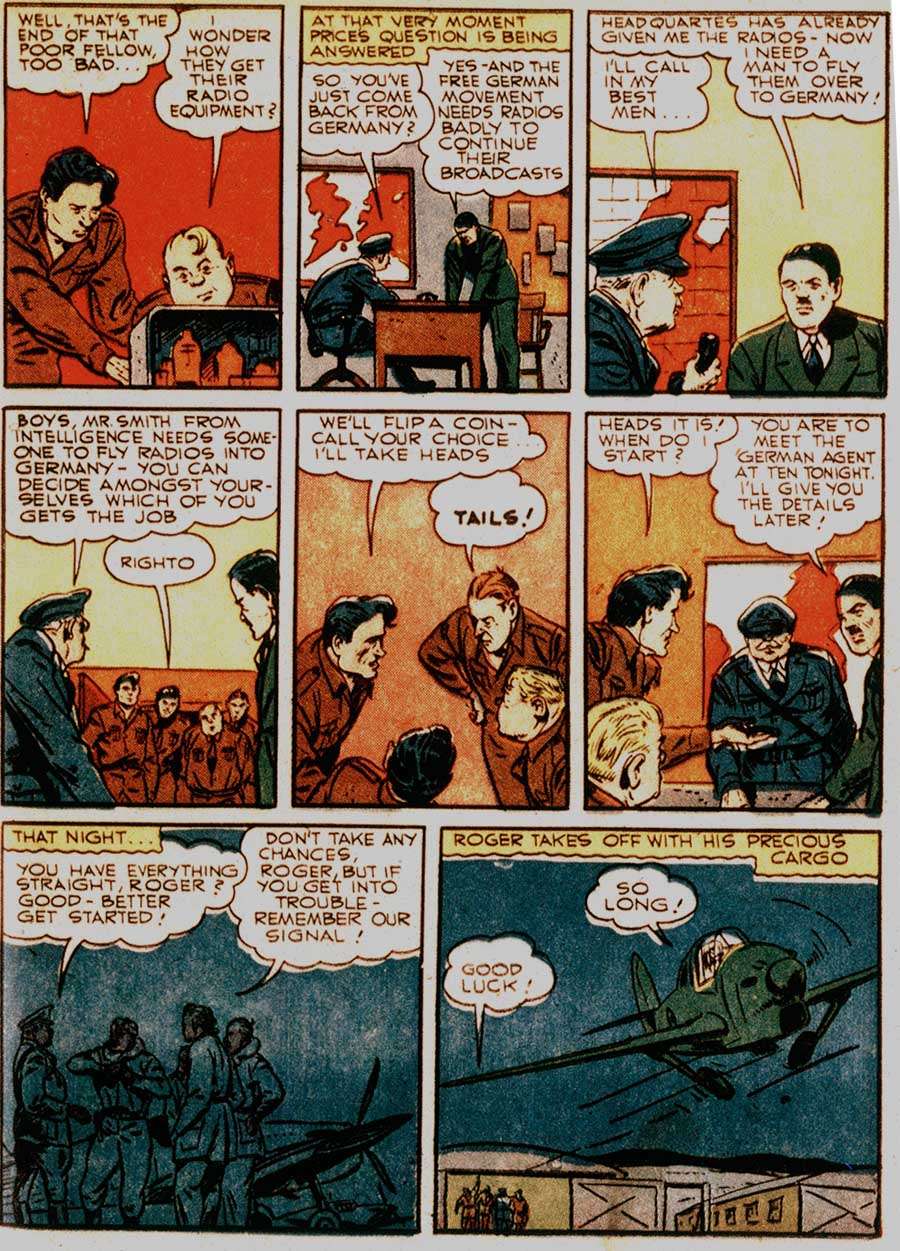 WELL, THAT'S THE
END OF THAT
POOR FELLOW,
TOO BAD...
I
WONDER
HOW
THEY GET
THEIR
RADIO
EQUIPMENT?
AT THAT VERY MOMENT
PRICE'S QUESTION IS BEING
ANSWERED
SO, YOU'VE
JUST COME
BACK FROM
GERMANY?
YES-AND THE
FREE GERMAN
MOVEMENT
NEEDS RADIOS
BADLY TO
CONTINUE
THEIR
BROADCASTS
HEADQUARTES HAS ALREADY
GIVEN ME THE RADIOS - NOW
I NEED A
MAN TO FLY
THEM OVER
TO GERMANY!
I'LL CALL
IN MY
BEST
MEN...
BOYS, MR. SMITH FROM
INTELLIGENCE NEEDS SOME-
ONE TO FLY RADIOS INTO
GERMANY - YOU CAN
DECIDE AMONGST YOUR-
SELVES WHICH OF YOU
GETS THE JOB
RIGHTO
WE'LL FLIP A COIN-
CALL YOUR CHOICE...
I'LL TAKE HEADS
TAILS!
HEADS IT IS!
WHEN DO I
START?
YOU ARE TO
MEET THE
GERMAN AGENT
AT TEN TONIGHT.
I'LL GIVE YOU
THE DETAILS
LATER!
THAT NIGHT...
YOU HAVE EVERYTHING
STRAIGHT, ROGER?
GOOD - BETTER
GET STARTED!
DON'T TAKE ANY
CHANCES,
ROGER, BUT IF
YOU GET INTO
TROUBLE-
REMEMBER OUR
SIGNAL!
ROGER TAKES OFF WITH HIS PRECIOUS
CARGO
SO
LONG!
GOOD
LUCK!